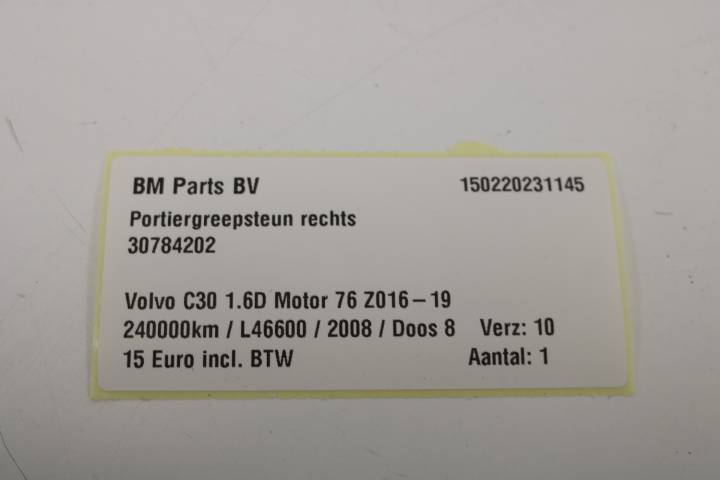 BM Parts BV 150220231145
Portiergreepsteun rechts
30784202
Volvo C30 1.6D Motor 76 Z016-19
240000km / L46600 / 2008 / Doos 8 Verz: 10
15 Euro incl. BTW Aantal: 1